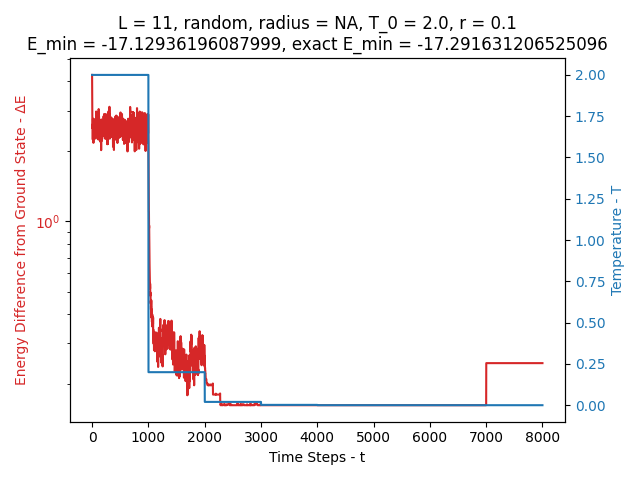 L = 11, random, radius = NA, T_0 = 2.0, r = 0.1
E_min = -17.12936196087999, exact E_min = -17.291631206525096
Energy Difference from Ground State - ΔE
10^0
2.00
1.75
1.50
1.25
1.00
0.75
0.50
0.25
0.00
Temperature - T
0 1000 2000 3000 4000 5000 6000 7000 8000
Time Steps - t